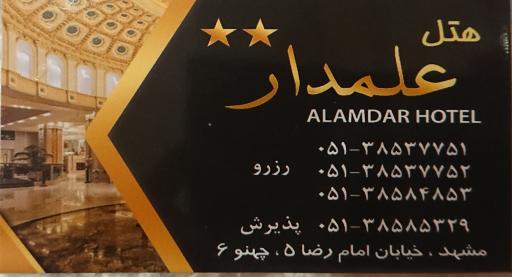 هتل
علمدار
ALAMDAR HOTEL
۰۵۱-۳۸۵۳۷۷۵۱
رزرو ۰۵۱-۳۸۵۳۷۷۵۲
۰۵۱-۳۸۵۸۴۸۵۳
۰۵۱-۳۸۵۸۵۳۲۹ پذیرش
مشهد ، خیابان امام رضا ۵، چهنو ۶